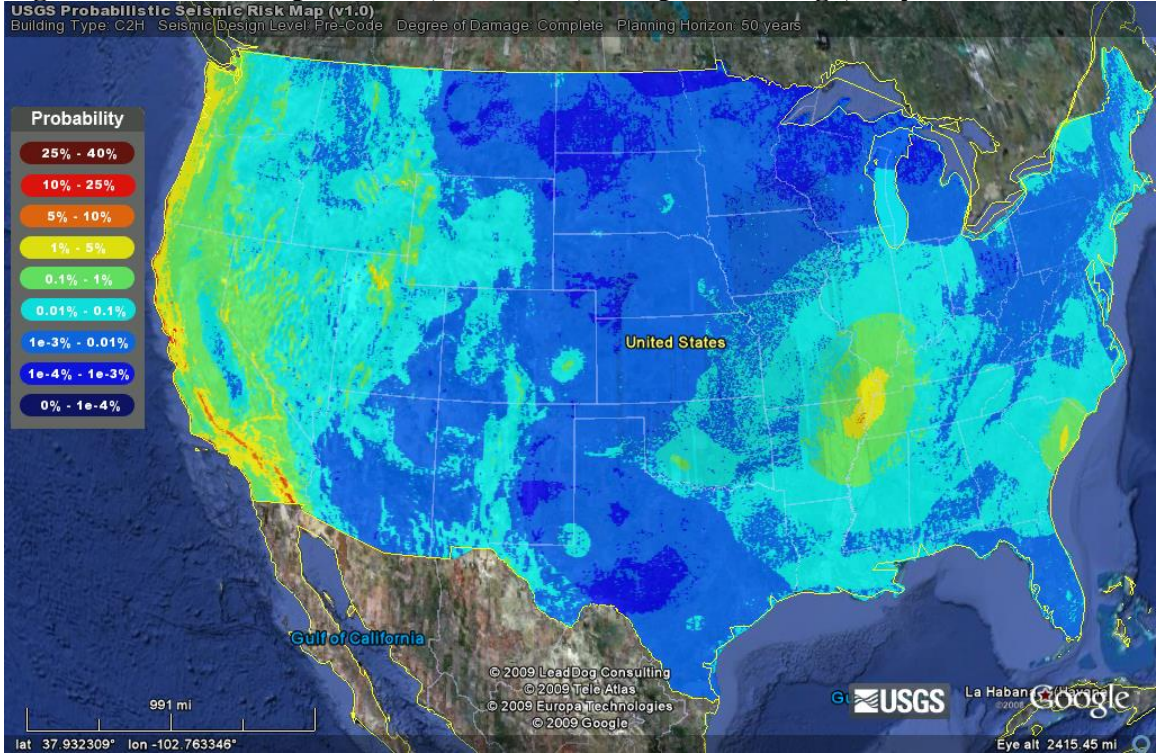 USGS Probabilistic Seismic Risk Map (v1.0)
Building Type: C2H Seismic Design Level: Pre-Code Degree of Damage: Complete Planning Horizon: 50 years
Probability
25% - 40%
10% - 25%
5% - 10%
1% - 5%
0.1% - 1%
0.01% - 0.1%
1e-3% - 0.01%
1e-4% - 1e-3%
0% - 1e-4%
United States
Gulf of California
© 2009 LeadDog Consulting
© 2009 Tele Atlas
© 2009 Europa Technologies
© 2009 Google
991 mi
USGS
La Habana
(Havana)
Google
lat 37.932309° lon -102.763346°
Eye alt 2415.45 mi